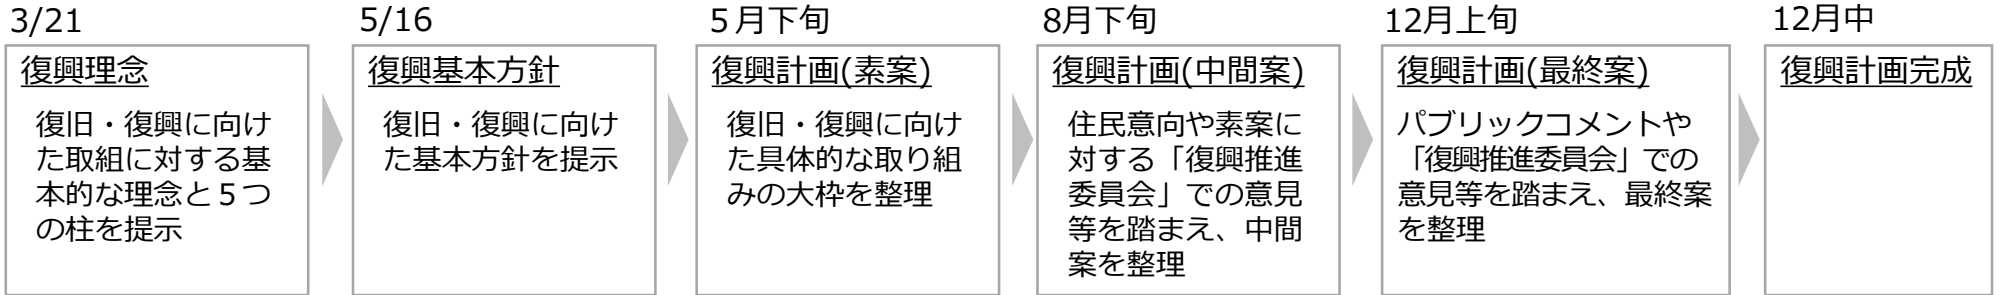 3/21
復興理念
復旧・復興に向け
た取組に対する基
本的な理念と５つ
の柱を提示
5/16
復興基本方針
復旧・復興に向け
た基本方針を提示
５月下旬
復興計画(素案)
復旧・復興に向け
た具体的な取り組
みの大枠を整理
8月下旬
復興計画(中間案)
住民意向や素案に
対する「復興推進
委員会」での意見
等を踏まえ、中間
案を整理
12月上旬
復興計画(最終案)
パブリックコメントや
「復興推進委員会」での
意見等を踏まえ、最終案
を整理
12月中
復興計画完成